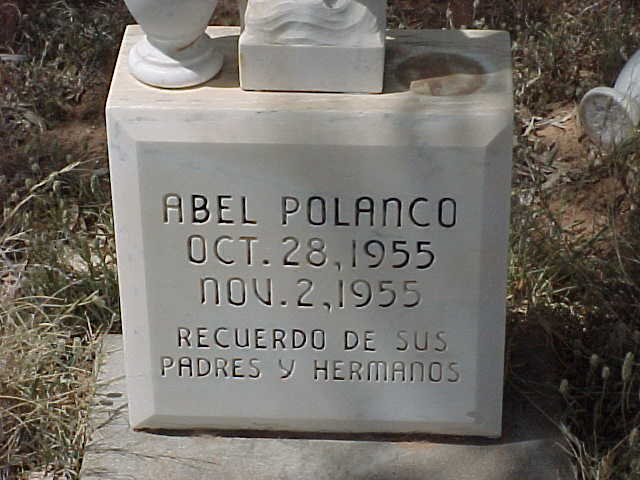 ABEL POLANCO
OCT. 28, 1955
NOV. 2, 1955
RECUERDO DE SUS
PADRES Y HERMANOS